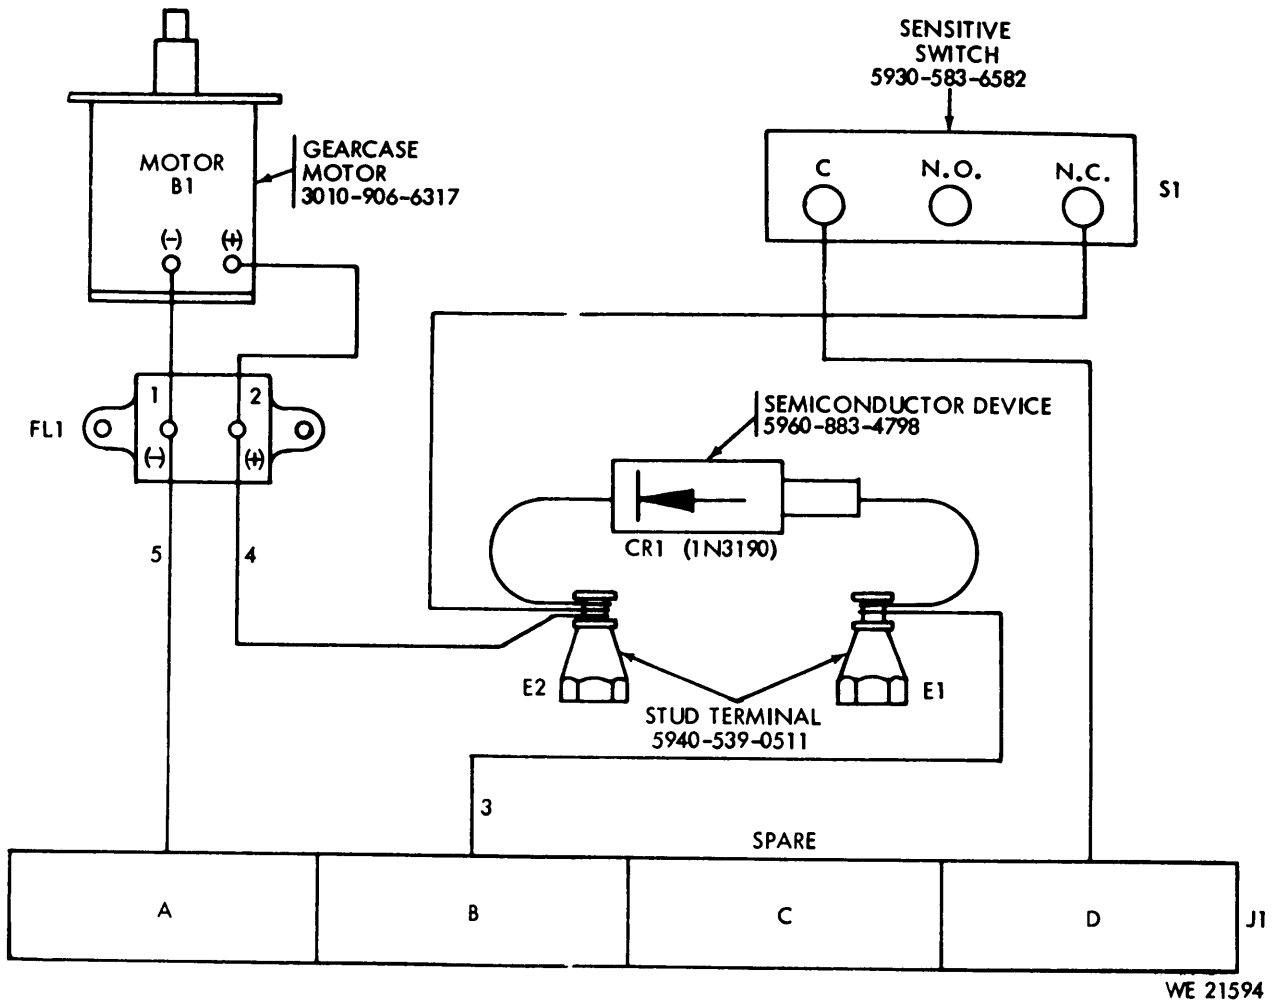 SENSITIVE
SWITCH
5930-583-6582
GEARCASE
MOTOR
3010-906-6317
MOTOR
B1
(-) (+)
C N.O. N.C.
S1
1 2
FL1
(-) (+)
SEMICONDUCTOR DEVICE
5960-883-4798
CR1 (1N3190)
5 4
E2 E1
STUD TERMINAL
5940-539-0511
3
SPARE
A B C D
J1
WE 21594